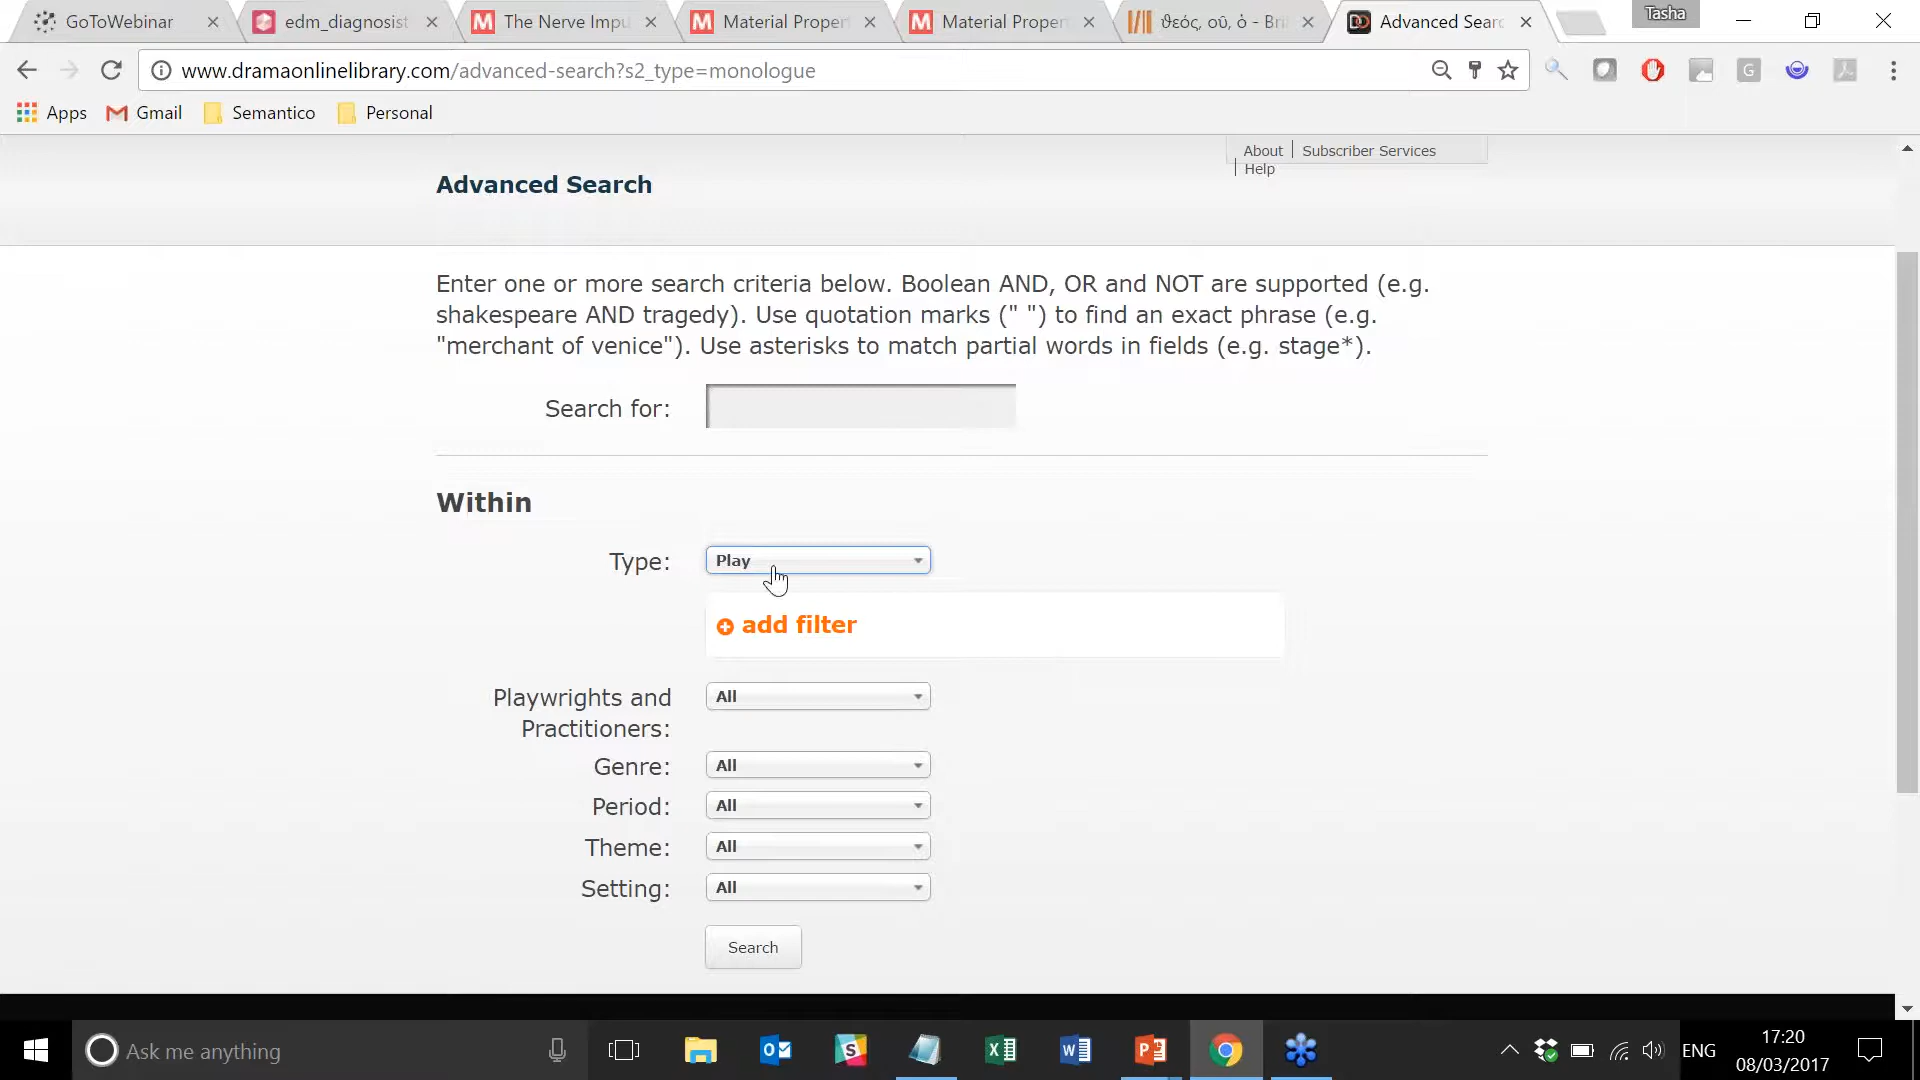 GoToWebinar
edm_diagnosist
The Nerve Impu
Material Proper
Material Proper
ϑεός, οῦ, ὁ - Bri
Advanced Searc
Tasha
www.dramaonlinelibrary.com/advanced-search?s2_type=monologue
Apps
Gmail
Semantico
Personal
About
Subscriber Services
Help
Advanced Search
Enter one or more search criteria below. Boolean AND, OR and NOT are supported (e.g.
shakespeare AND tragedy). Use quotation marks (" ") to find an exact phrase (e.g.
"merchant of venice"). Use asterisks to match partial words in fields (e.g. stage*).
Search for:
Within
Type:
Play
add filter
Playwrights and
Practitioners:
All
Genre:
All
Period:
All
Theme:
All
Setting:
All
Search
Ask me anything
ENG
17:20
08/03/2017